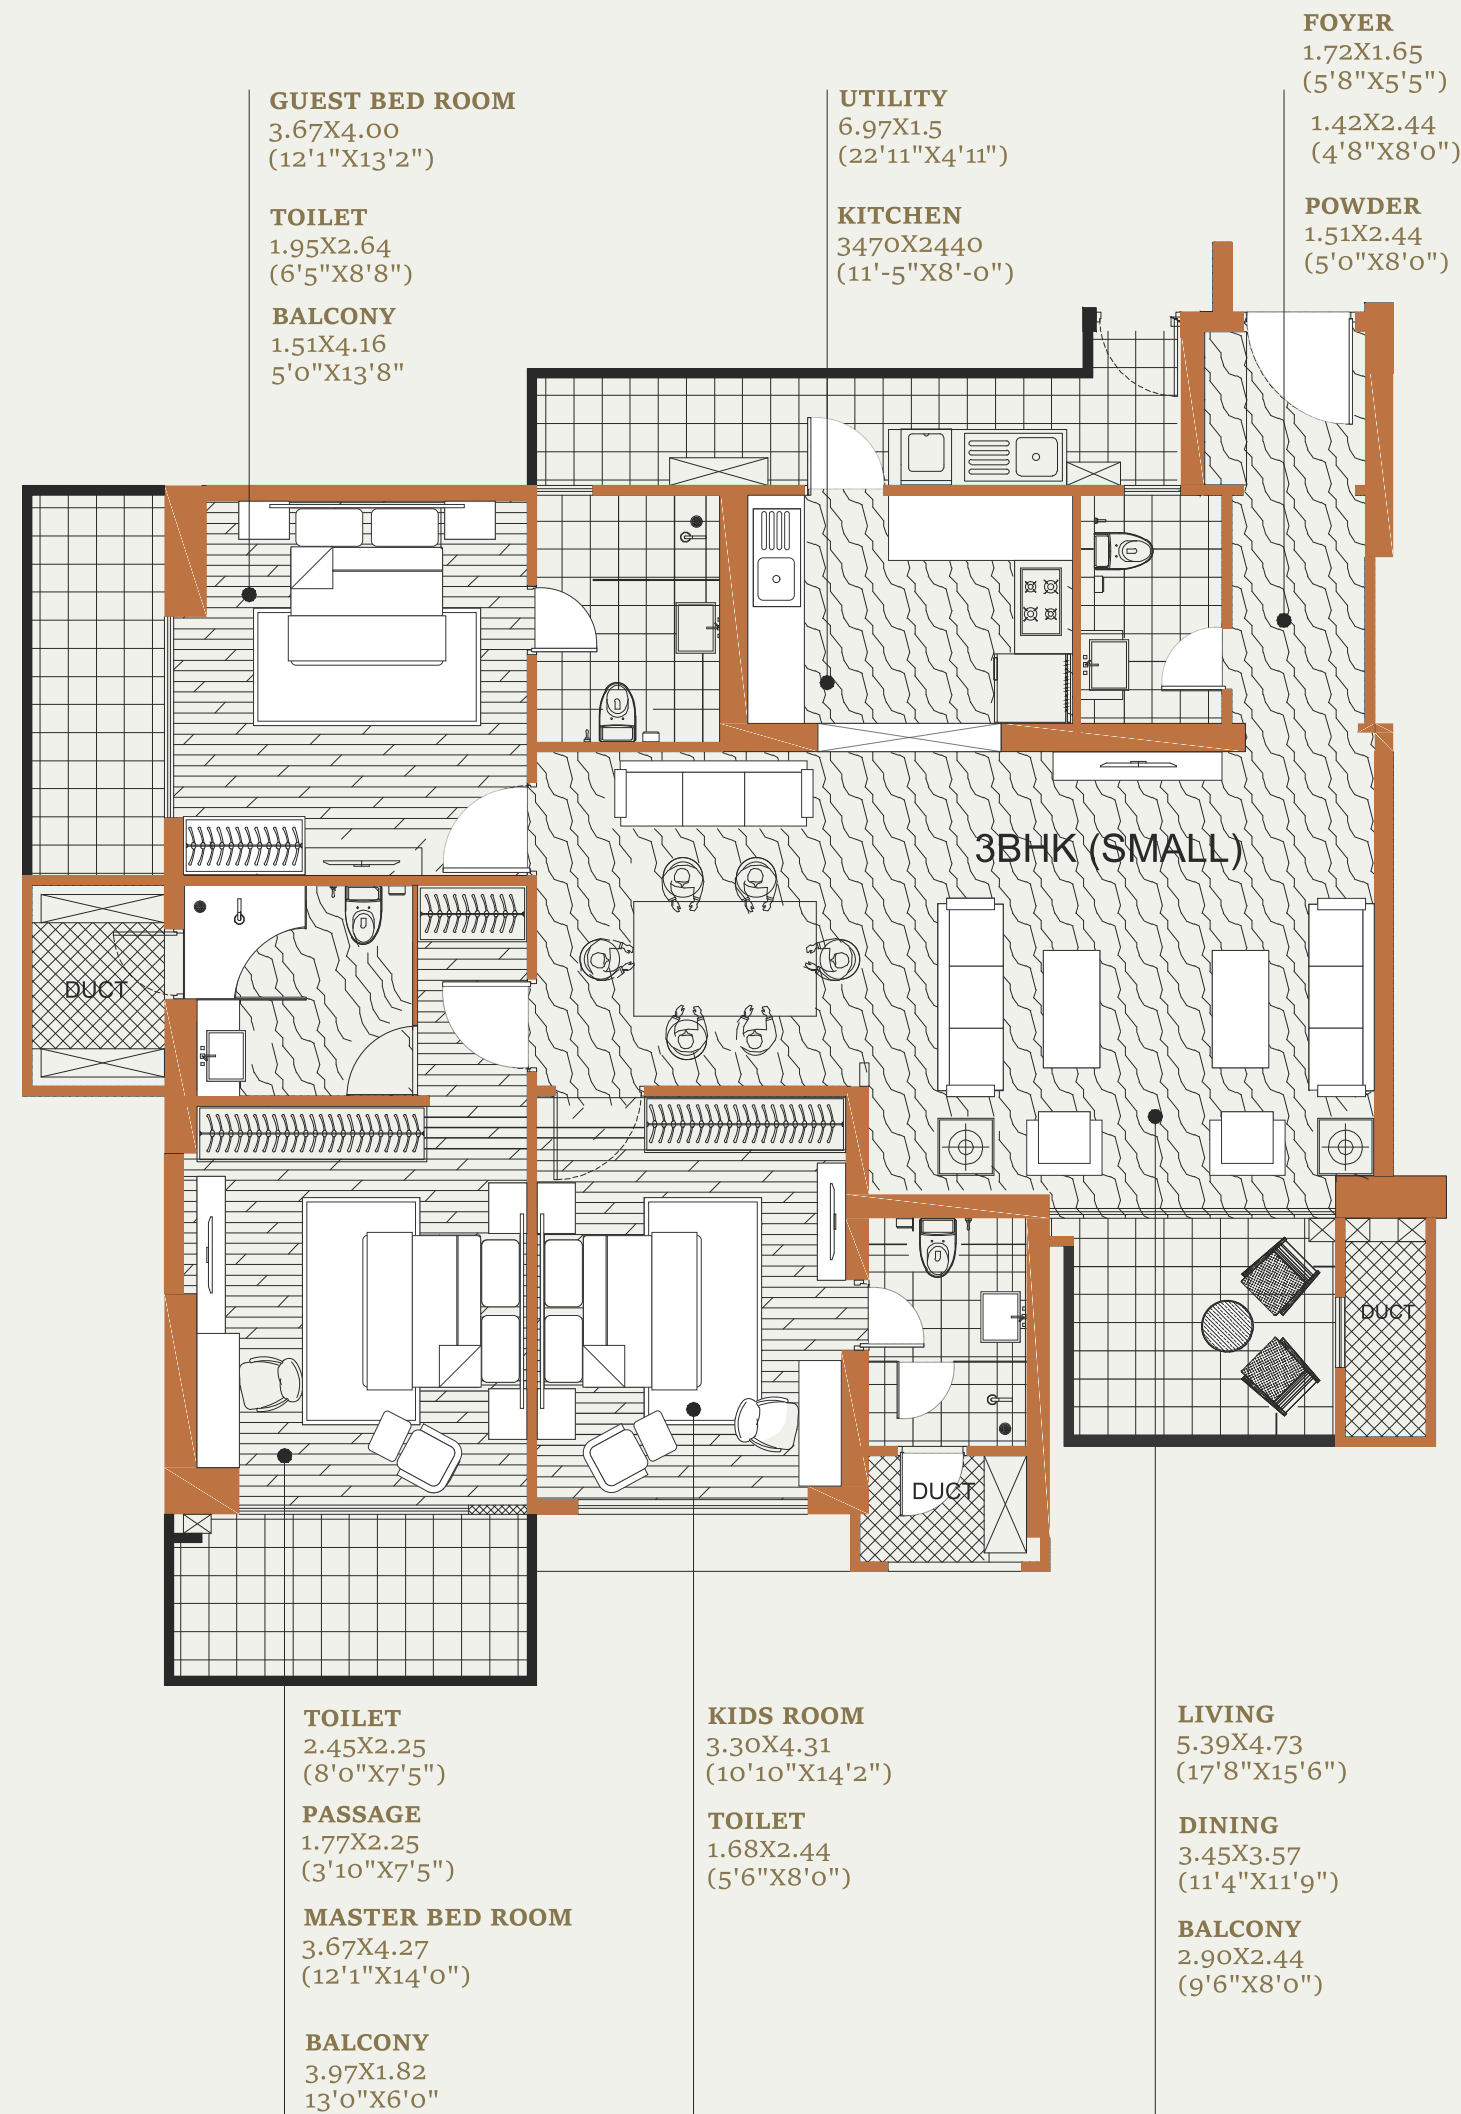 FOYER
1.72X1.65
(5'8"X5'5")
1.42X2.44
(4'8"X8'0")
POWDER
1.51X2.44
(5'0"X8'0")
GUEST BED ROOM
3.67X4.00
(12'1"X13'2")
TOILET
1.95X2.64
(6'5"X8'8")
BALCONY
1.51X4.16
5'0"X13'8"
UTILITY
6.97X1.5
(22'11"X4'11")
KITCHEN
3470X2440
(11'-5"X8'-0")
3BHK (SMALL)
DUCT
DUCT
DUCT
TOILET
2.45X2.25
(8'0"X7'5")
PASSAGE
1.77X2.25
(3'10"X7'5")
MASTER BED ROOM
3.67X4.27
(12'1"X14'0")
BALCONY
3.97X1.82
13'0"X6'0"
KIDS ROOM
3.30X4.31
(10'10"X14'2")
TOILET
1.68X2.44
(5'6"X8'0")
LIVING
5.39X4.73
(17'8"X15'6")
DINING
3.45X3.57
(11'4"X11'9")
BALCONY
2.90X2.44
(9'6"X8'0")